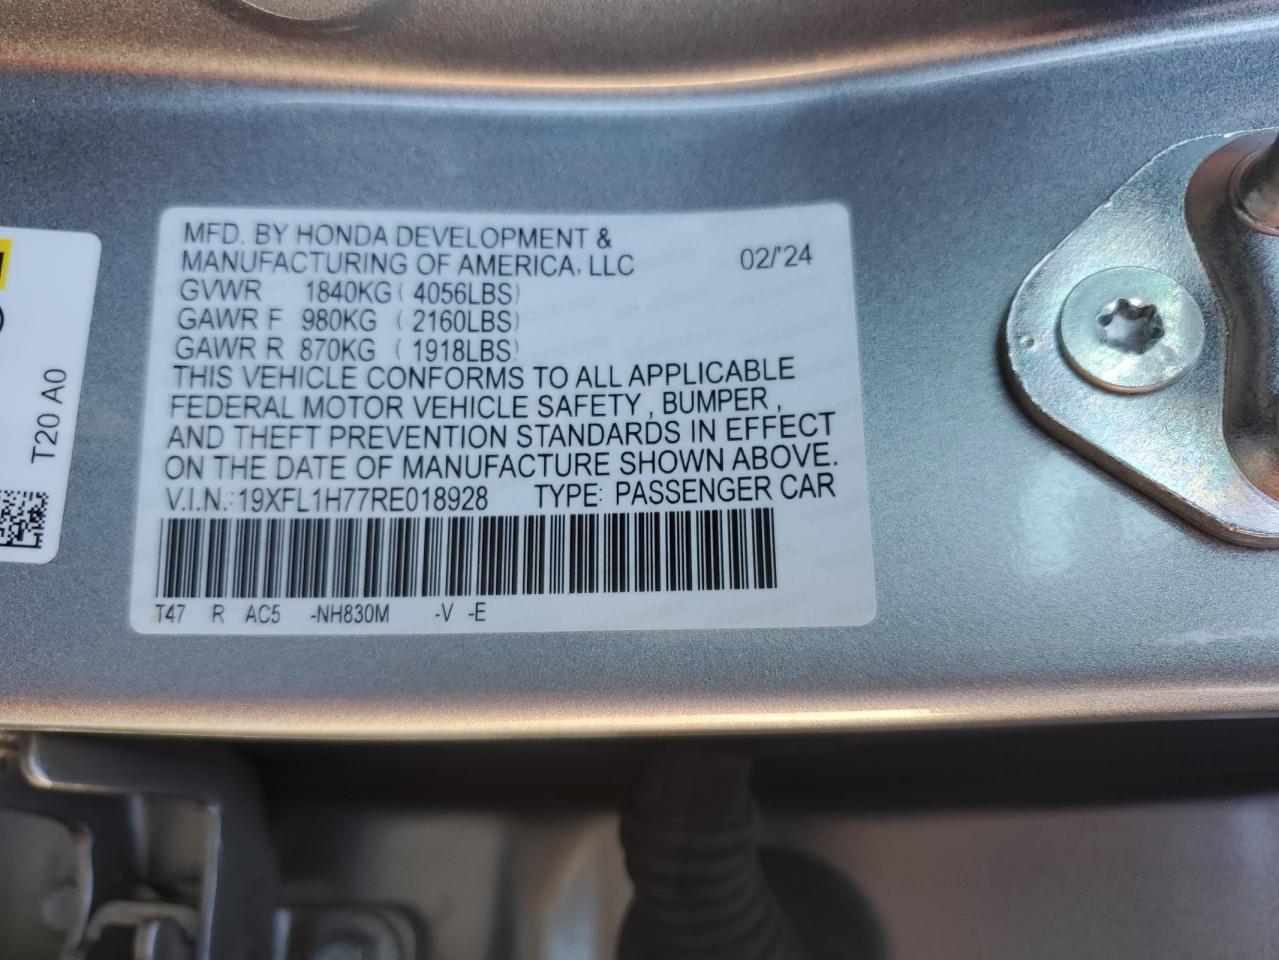 MFD. BY HONDA DEVELOPMENT &
MANUFACTURING OF AMERICA, LLC 02/'24
GVWR 1840KG ( 4056LBS)
GAWR F 980KG ( 2160LBS)
GAWR R 870KG ( 1918LBS)
THIS VEHICLE CONFORMS TO ALL APPLICABLE
FEDERAL MOTOR VEHICLE SAFETY , BUMPER ,
AND THEFT PREVENTION STANDARDS IN EFFECT
ON THE DATE OF MANUFACTURE SHOWN ABOVE.
V.I.N.: 19XFL1H77RE018928 TYPE: PASSENGER CAR
T47 R AC5 -NH830M -V -E
T20 A0